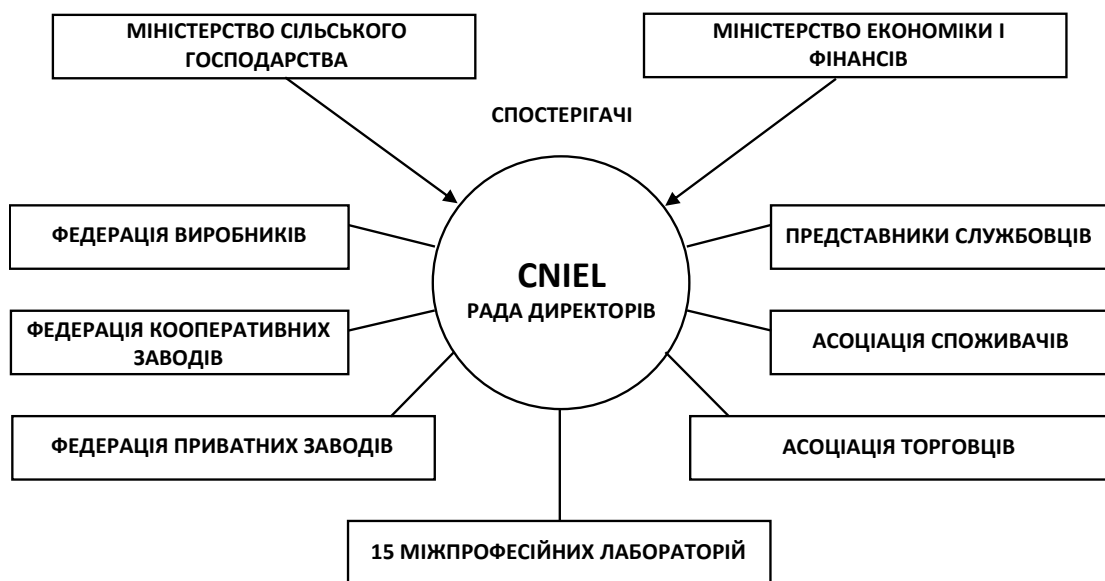 МІНІСТЕРСТВО СІЛЬСЬКОГО
ГОСПОДАРСТВА
МІНІСТЕРСТВО ЕКОНОМІКИ І
ФІНАНСІВ
СПОСТЕРІГАЧІ
ФЕДЕРАЦІЯ ВИРОБНИКІВ
ФЕДЕРАЦІЯ КООПЕРАТИВНИХ
ЗАВОДІВ
ФЕДЕРАЦІЯ ПРИВАТНИХ ЗАВОДІВ
CNIEL
РАДА ДИРЕКТОРІВ
ПРЕДСТАВНИКИ СЛУЖБОВЦІВ
АСОЦІАЦІЯ СПОЖИВАЧІВ
АСОЦІАЦІЯ ТОРГОВЦІВ
15 МІЖПРОФЕСІЙНИХ ЛАБОРАТОРІЙ